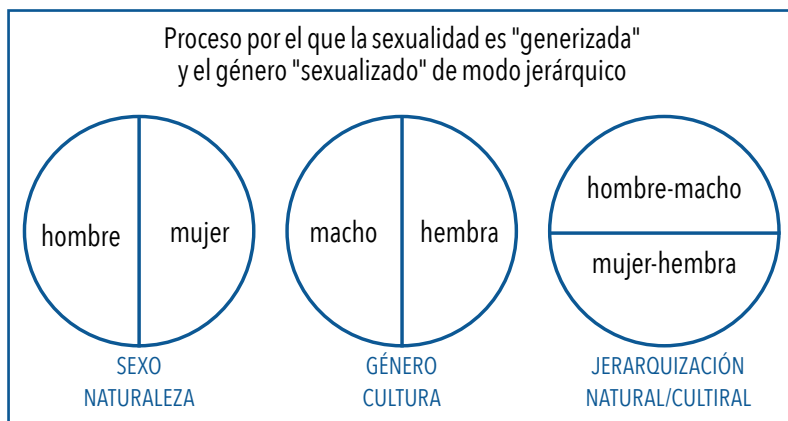 Proceso por el que la sexualidad es "generizada"
y el género "sexualizado" de modo jerárquico
hombre
mujer
macho
hembra
hombre-macho
mujer-hembra
SEXO
NATURALEZA
GÉNERO
CULTURA
JERARQUIZACIÓN
NATURAL/CULTIRAL